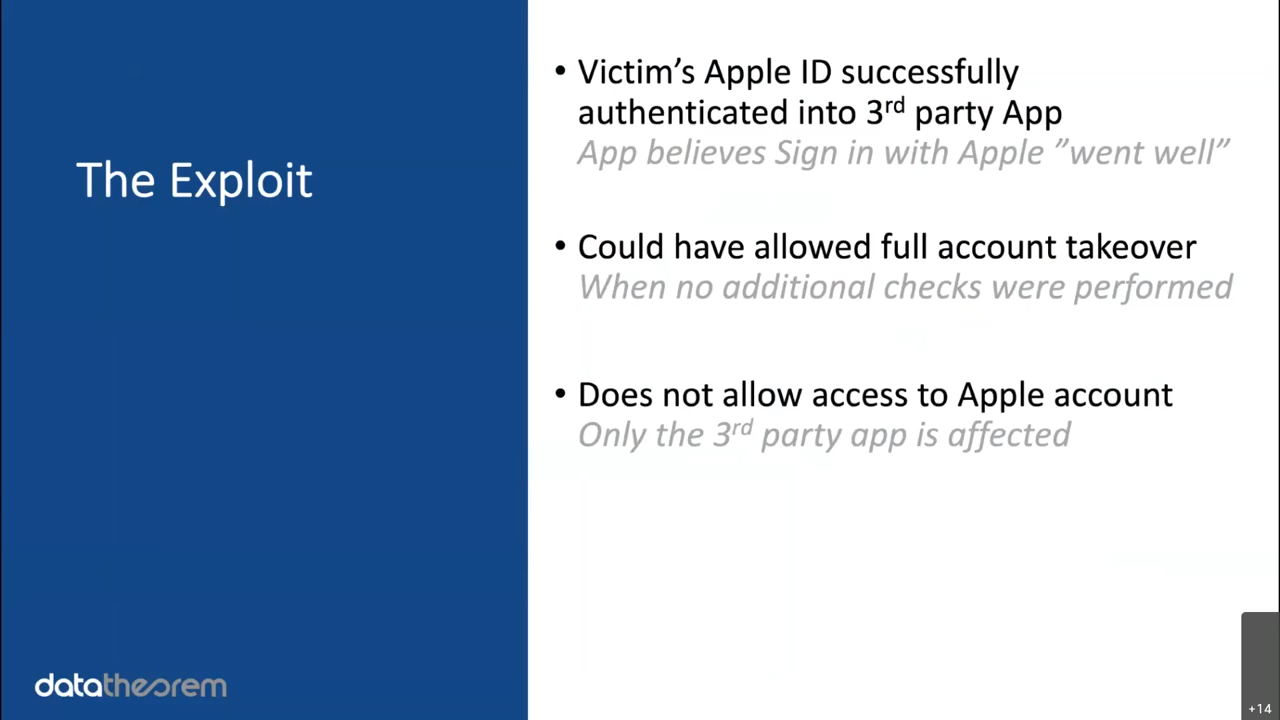 The Exploit
• Victim’s Apple ID successfully
authenticated into 3rd party App
App believes Sign in with Apple ”went well”
• Could have allowed full account takeover
When no additional checks were performed
• Does not allow access to Apple account
Only the 3rd party app is affected
datatheorem
+14